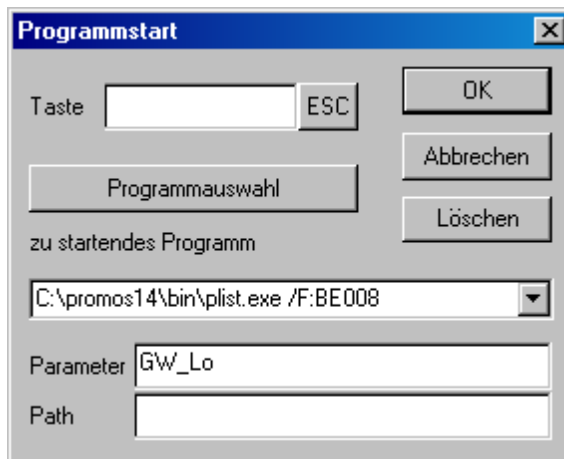 Programmstart
Taste ESC OK
Abbrechen
Programmauswahl
Löschen
zu startendes Programm
C:\promos14\bin\plist.exe /F:BE008
Parameter GW_Lo
Path